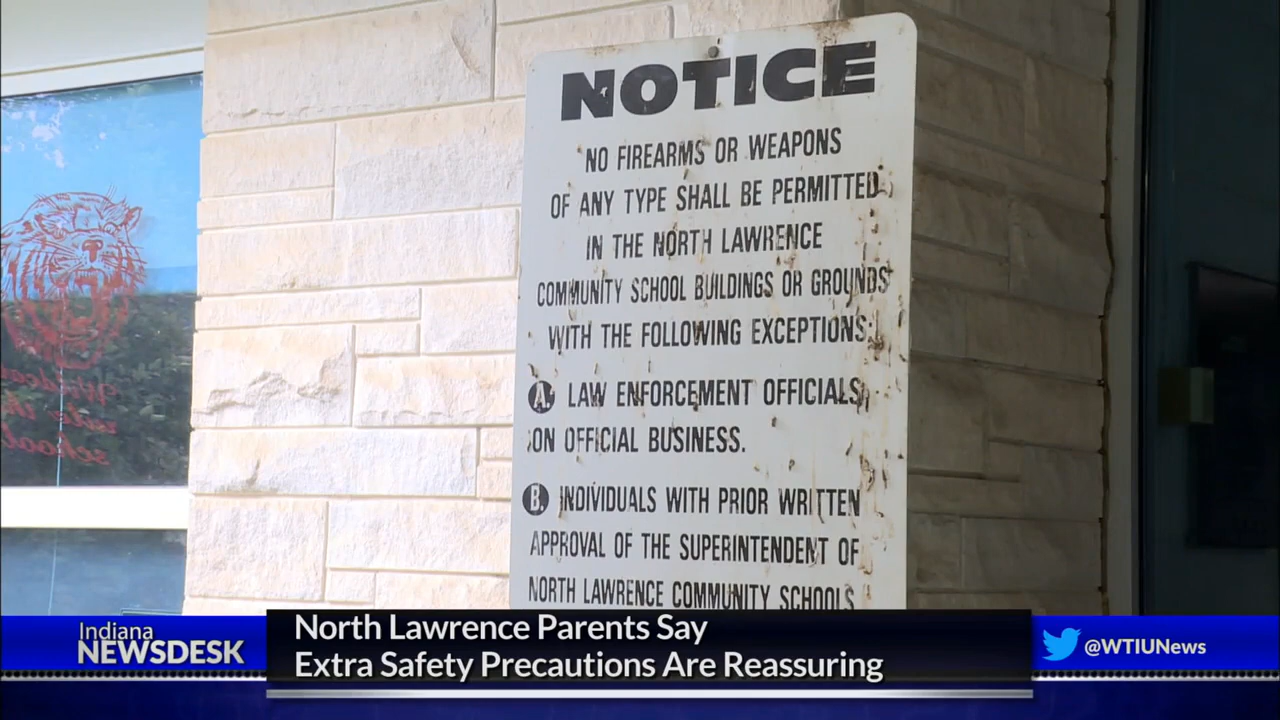 NOTICE
NO FIREARMS OR WEAPONS
OF ANY TYPE SHALL BE PERMITTED
IN THE NORTH LAWRENCE
COMMUNITY SCHOOL BUILDINGS OR GROUNDS
WITH THE FOLLOWING EXCEPTIONS:
A. LAW ENFORCEMENT OFFICIALS
ON OFFICIAL BUSINESS.
B. INDIVIDUALS WITH PRIOR WRITTEN
APPROVAL OF THE SUPERINTENDENT OF
NORTH LAWRENCE COMMUNITY SCHOOLS
Indiana
NEWSDESK
North Lawrence Parents Say
Extra Safety Precautions Are Reassuring
@WTIUNews